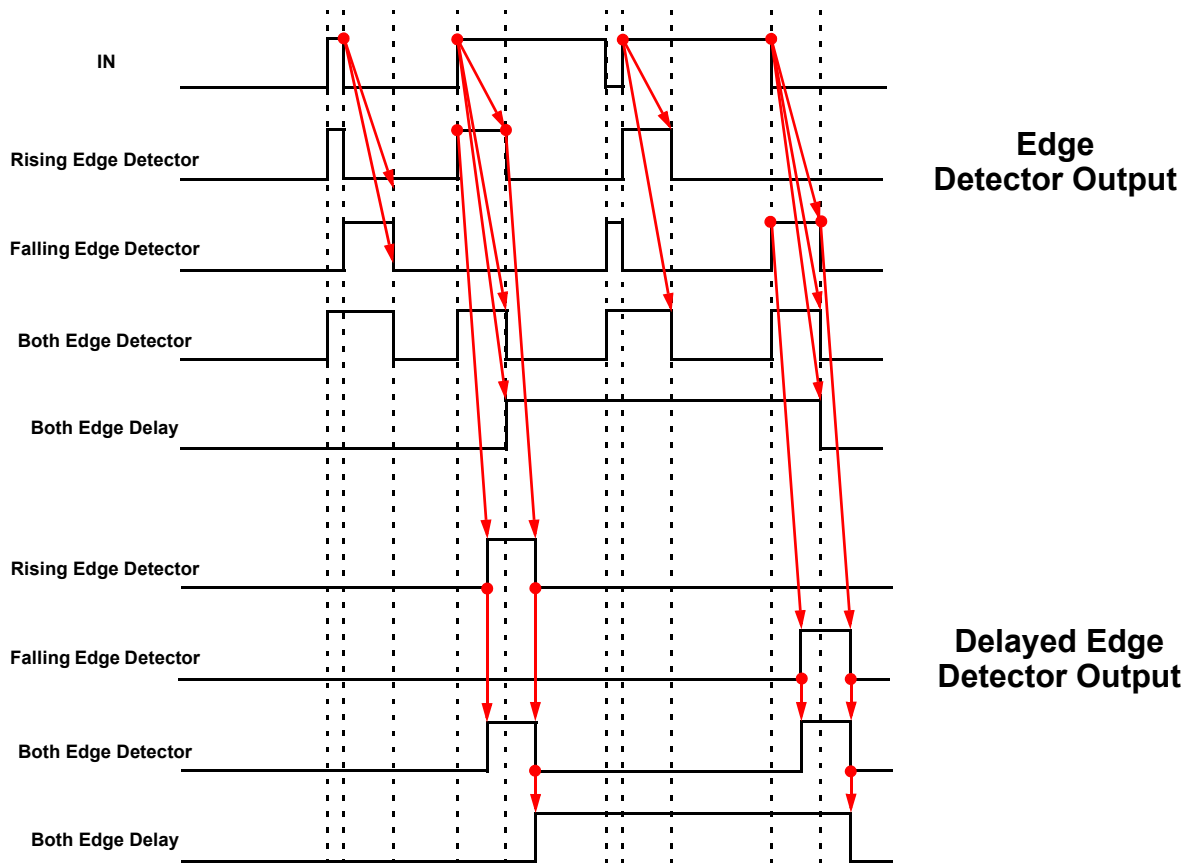 IN
Rising Edge Detector
Edge
Detector Output
Falling Edge Detector
Both Edge Detector
Both Edge Delay
Rising Edge Detector
Falling Edge Detector
Delayed Edge
Detector Output
Both Edge Detector
Both Edge Delay